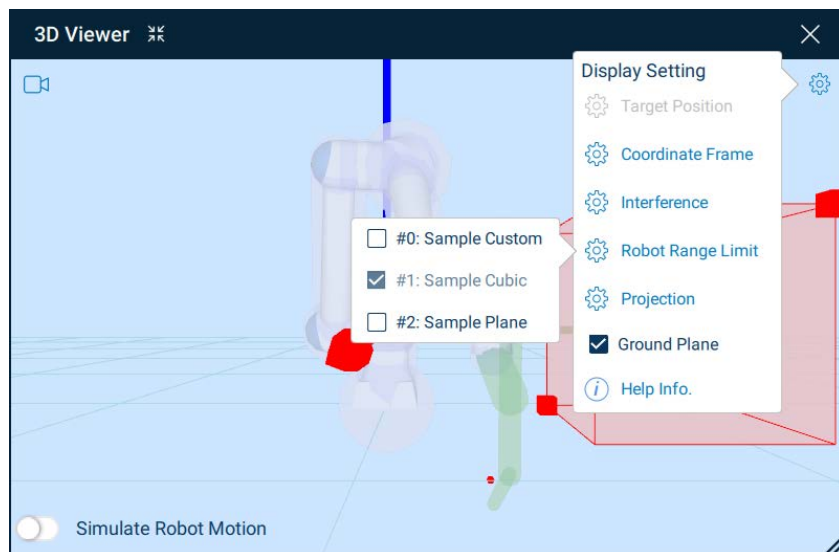 3D Viewer
Display Setting
Target Position
Coordinate Frame
Interference
Robot Range Limit
Projection
Ground Plane
Help Info.
#0: Sample Custom
#1: Sample Cubic
#2: Sample Plane
Simulate Robot Motion